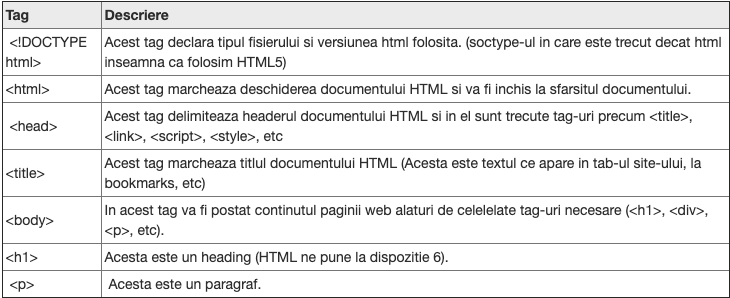 Tag Descriere
<!DOCTYPE html> Acest tag declara tipul fisierului si versiunea html folosita. (soctype-ul in care este trecut decat html
inseamna ca folosim HTML5)
<html> Acest tag marcheaza deschiderea documentului HTML si va fi inchis la sfarsitul documentului.
<head> Acest tag delimiteaza headerul documentului HTML si in el sunt trecute tag-uri precum <title>,
<link>, <script>, <style>, etc
<title> Acest tag marcheaza titlul documentului HTML (Acesta este textul ce apare in tab-ul site-ului, la
bookmarks, etc)
<body> In acest tag va fi postat continutul paginii web alaturi de celelelate tag-uri necesare (<h1>, <div>,
<p>, etc).
<h1> Acesta este un heading (HTML ne pune la dispozitie 6).
<p> Acesta este un paragraf.